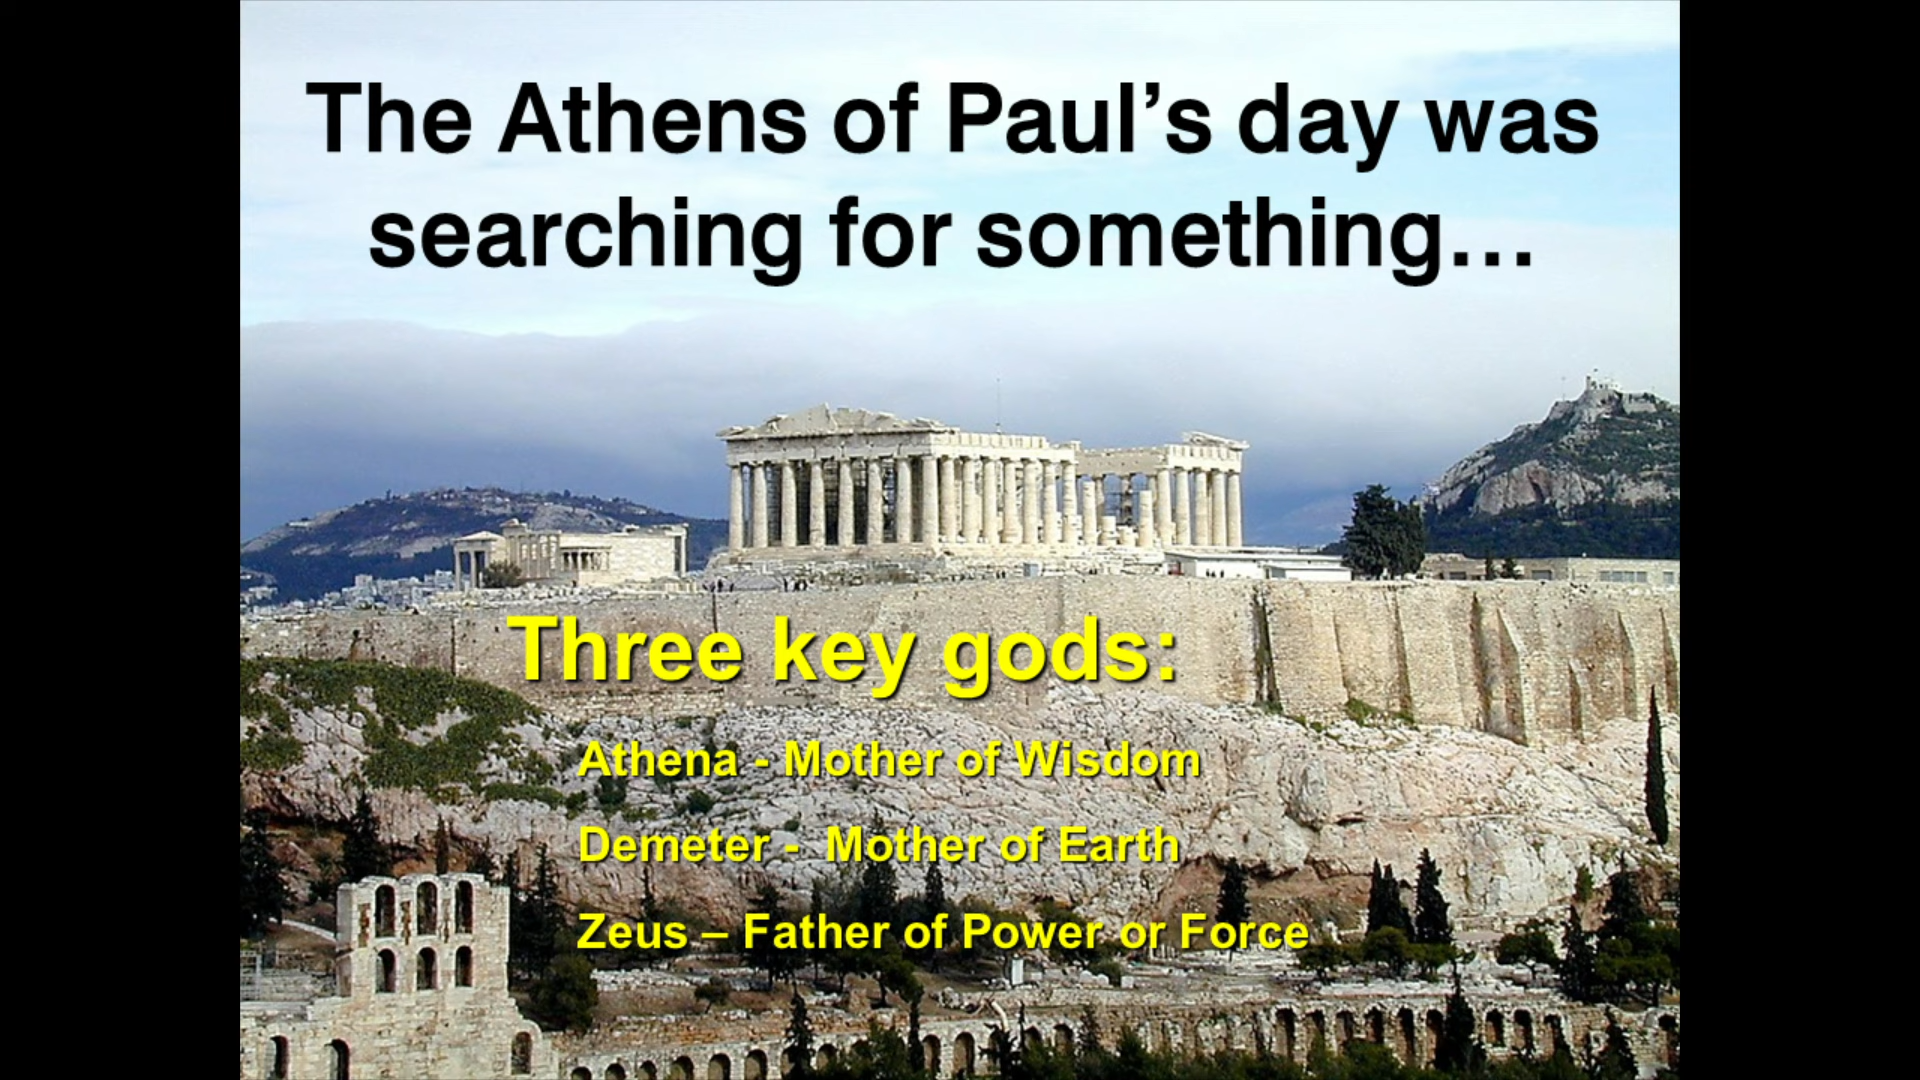 The Athens of Paul’s day was
searching for something…
Three key gods:
Athena - Mother of Wisdom
Demeter -  Mother of Earth
Zeus – Father of Power or Force